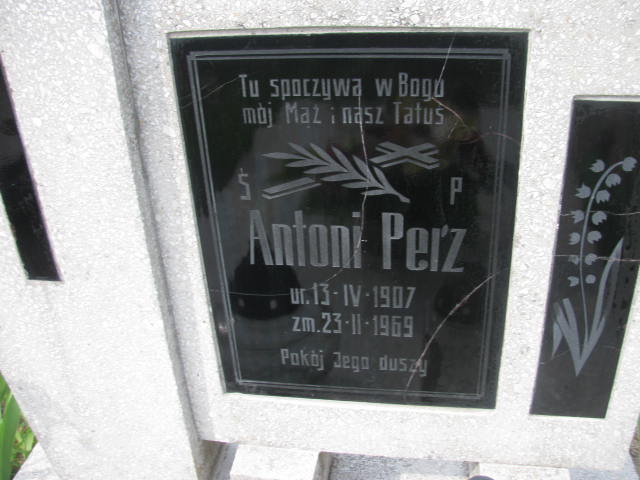 Tu spoczywa w Bogu
mój Mąż i nasz Tatuś
Ś P
Antoni Perz
ur. 13-IV-1907
zm. 23-II-1969
Pokój Jego duszy